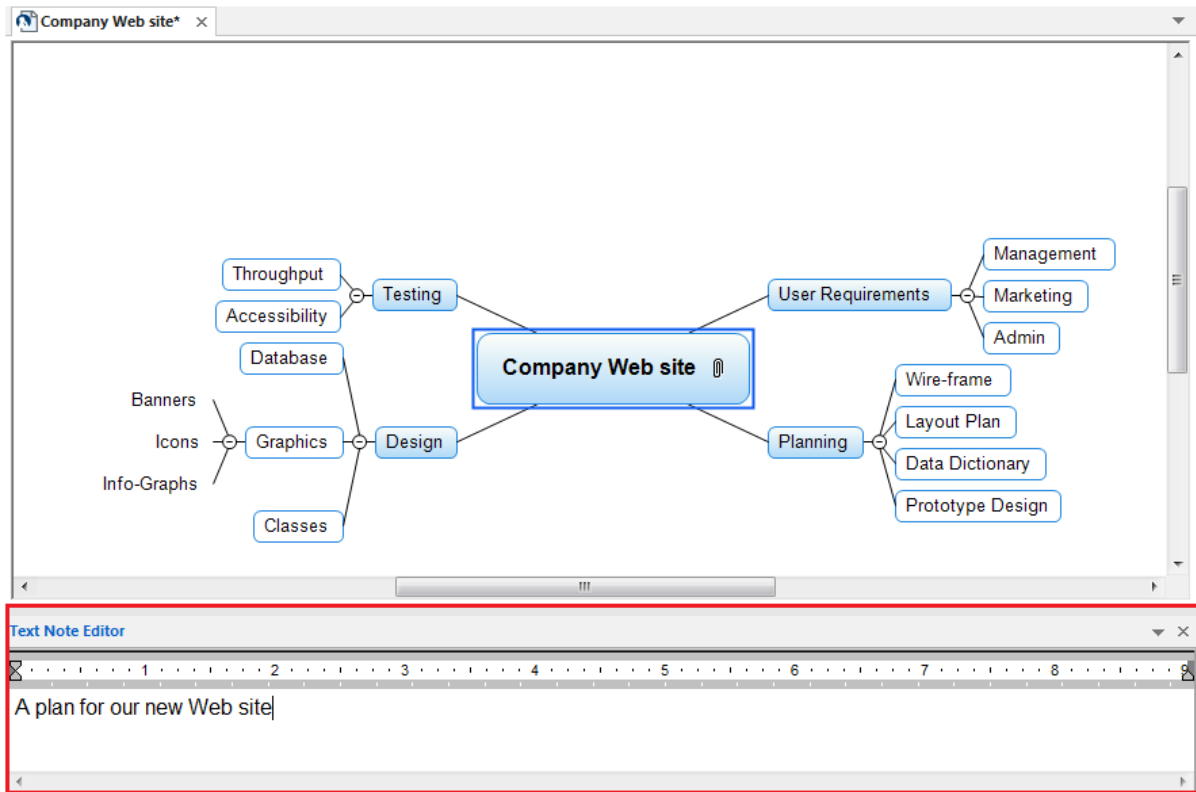 Company Web site*
Throughput
Accessibility
Testing
Database
Banners
Icons
Info-Graphs
Graphics
Design
Classes
Company Web site
User Requirements
Management
Marketing
Admin
Planning
Wire-frame
Layout Plan
Data Dictionary
Prototype Design
Text Note Editor
1 2 3 4 5 6 7 8 9
A plan for our new Web site